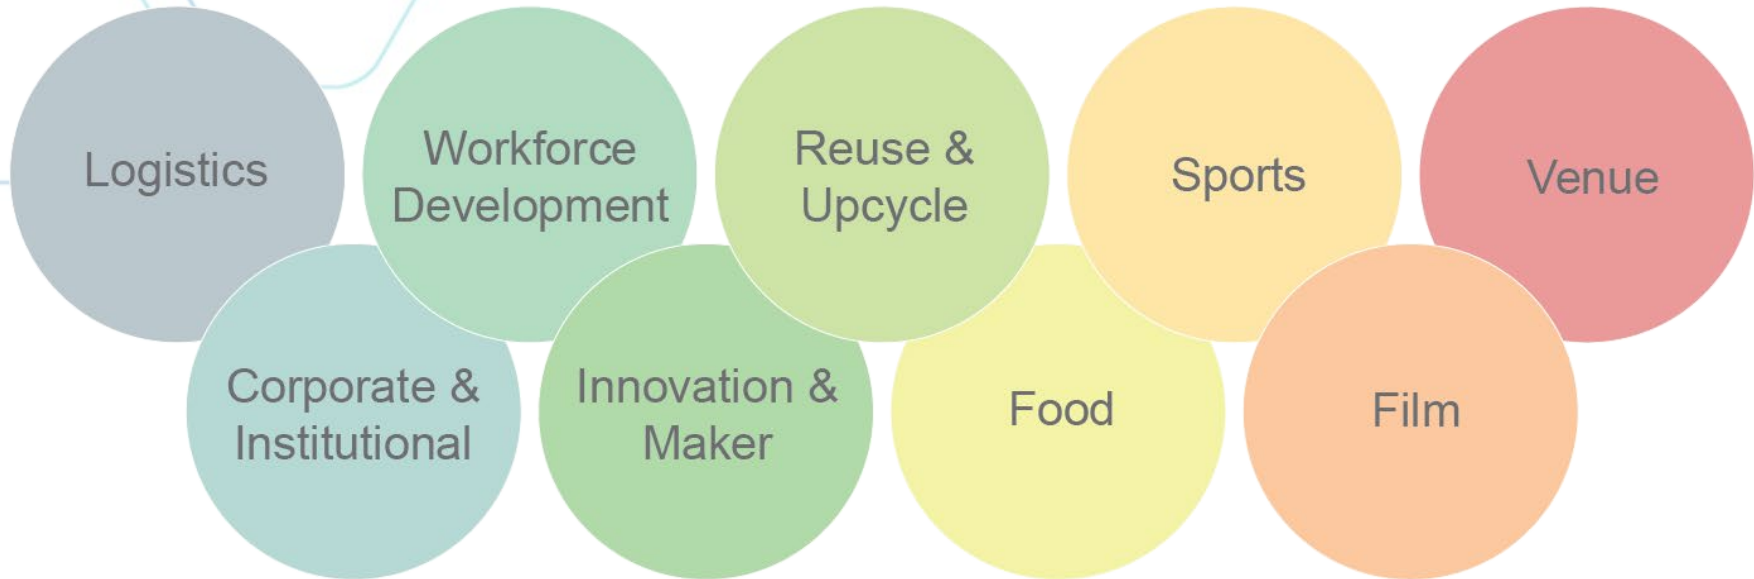 Logistics
Workforce
Development
Reuse &
Upcycle
Sports
Venue
Corporate &
Institutional
Innovation &
Maker
Food
Film